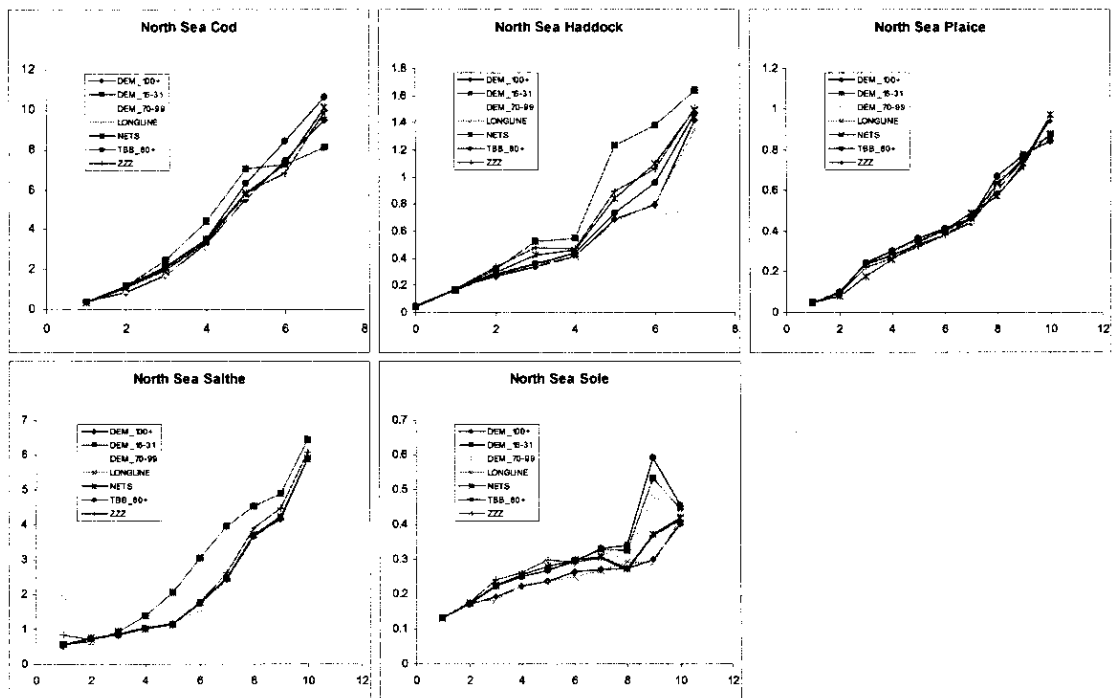 North Sea Cod
12
10
8
6
4
2
0
0 2 4 6 8
DEM_100+
DEM_16-31
DEM_70-99
LONGLINE
NETS
TBB_80+
ZZZ
North Sea Haddock
1.8
1.6
1.4
1.2
1
0.8
0.6
0.4
0.2
0
0 2 4 6 8
DEM_100+
DEM_16-31
DEM_70-99
LONGLINE
NETS
TBB_80+
ZZZ
North Sea Plaice
1.2
1
0.8
0.6
0.4
0.2
0
0 2 4 6 8 10 12
DEM_100+
DEM_16-31
DEM_70-99
LONGLINE
NETS
TBB_80+
ZZZ
North Sea Saithe
7
6
5
4
3
2
1
0
0 2 4 6 8 10 12
DEM_100+
DEM_16-31
DEM_70-99
LONGLINE
NETS
TBB_80+
ZZZ
North Sea Sole
0.7
0.6
0.5
0.4
0.3
0.2
0.1
0
0 2 4 6 8 10 12
DEM_100+
DEM_16-31
DEM_70-99
LONGLINE
NETS
TBB_80+
ZZZ